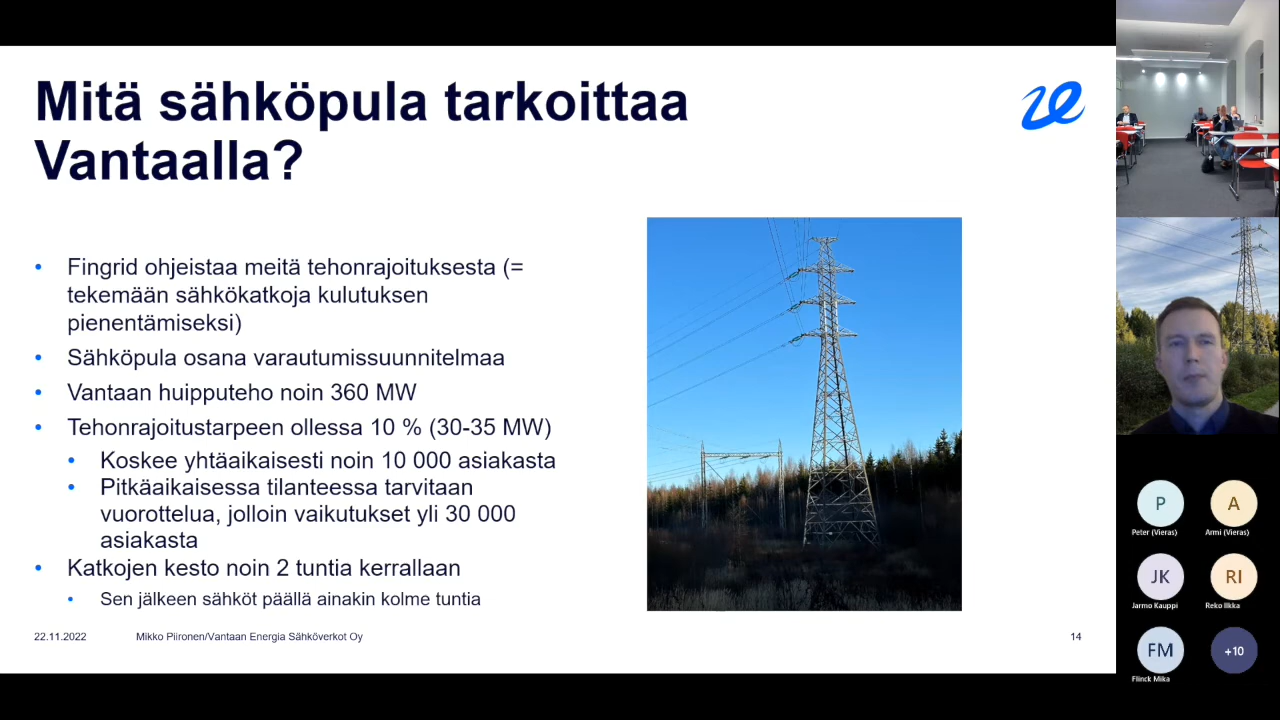 Mitä sähköpula tarkoittaa
Vantaalla?
• Fingrid ohjeistaa meitä tehonrajoituksesta (=
tekemään sähkökatkoja kulutuksen
pienentämiseksi)
• Sähköpula osana varautumissuunnitelmaa
• Vantaan huipputeho noin 360 MW
• Tehonrajoitustarpeen ollessa 10 % (30-35 MW)
• Koskee yhtäaikaisesti noin 10 000 asiakasta
• Pitkäaikaisessa tilanteessa tarvitaan
vuorottelua, jolloin vaikutukset yli 30 000
asiakasta
• Katkojen kesto noin 2 tuntia kerrallaan
• Sen jälkeen sähköt päällä ainakin kolme tuntia
22.11.2022 Mikko Piironen/Vantaan Energia Sähköverkot Oy 14
P A
Peter (Vieras) Armi (Vieras)
JK RI
Jarmo Kauppi Reko Ilkka
FM +10
Flinck Mika